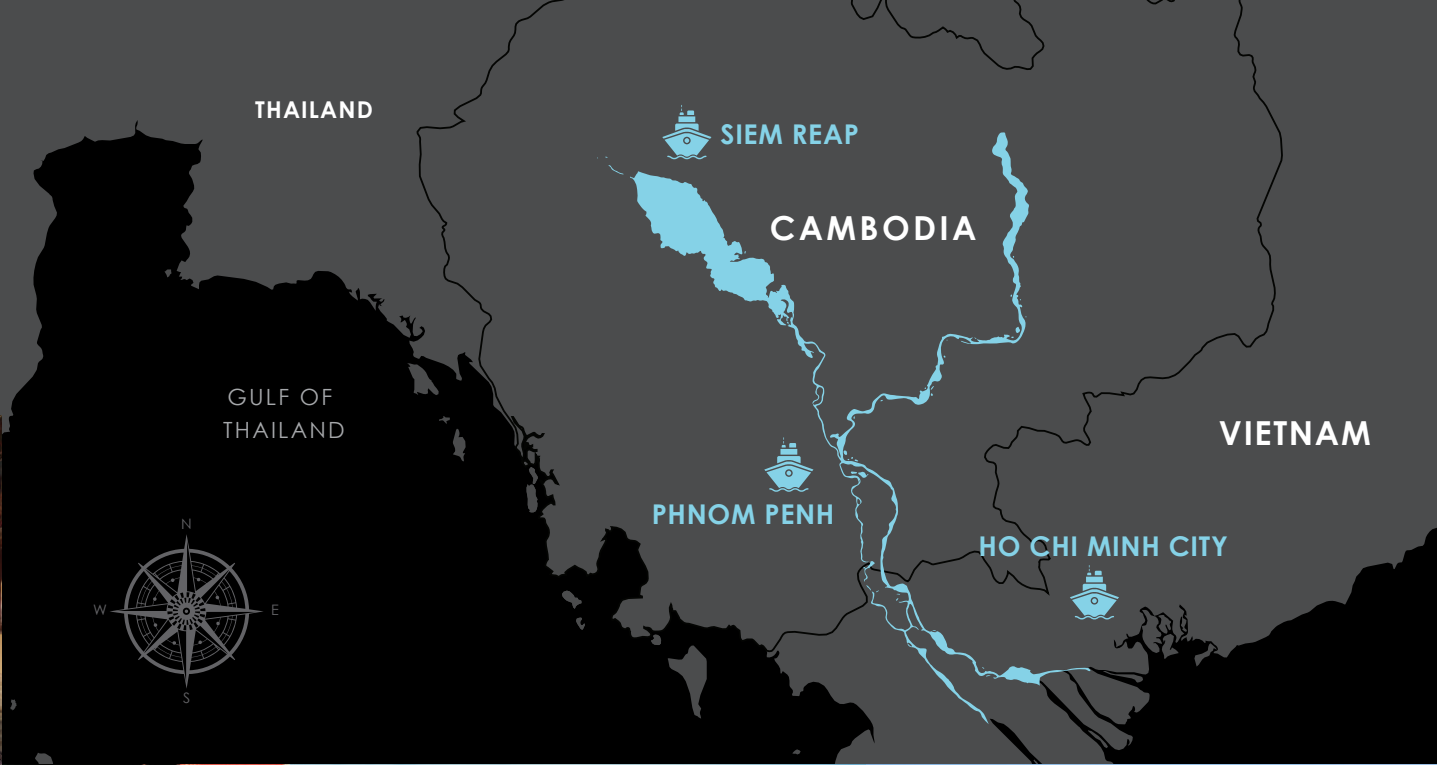 THAILAND
SIEM REAP
CAMBODIA
GULF OF
THAILAND
VIETNAM
PHNOM PENH
HO CHI MINH CITY
N
W
E
S